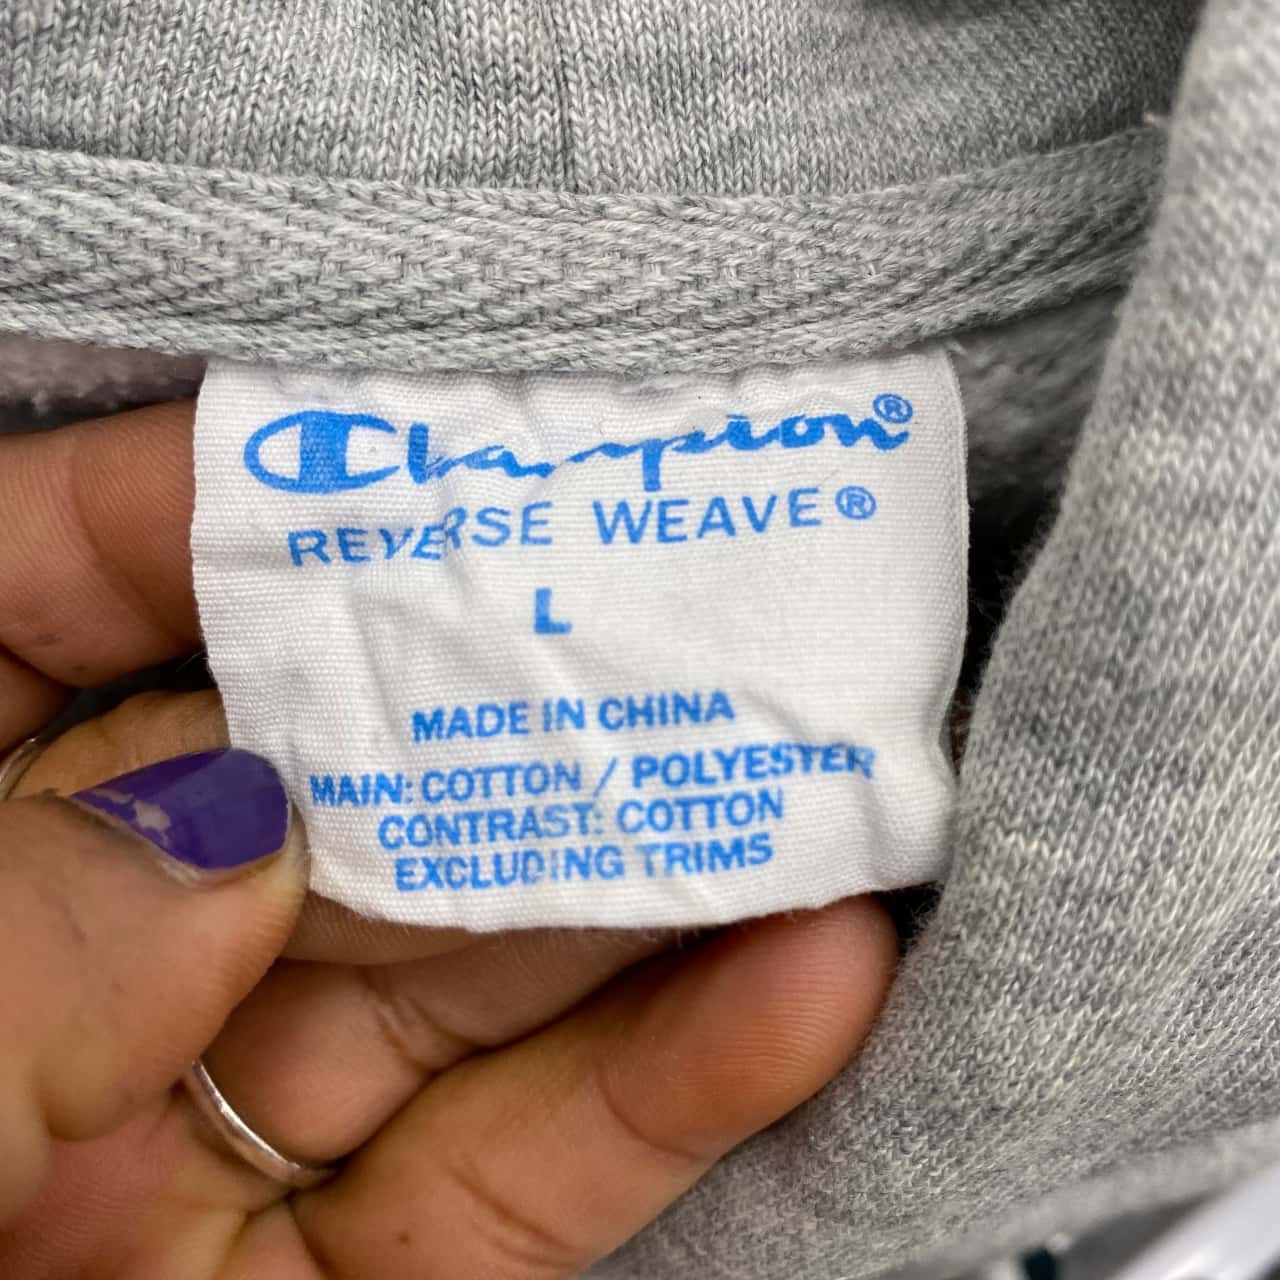 Champion®
REVERSE WEAVE®
L
MADE IN CHINA
MAIN: COTTON / POLYESTER
CONTRAST: COTTON
EXCLUDING TRIMS